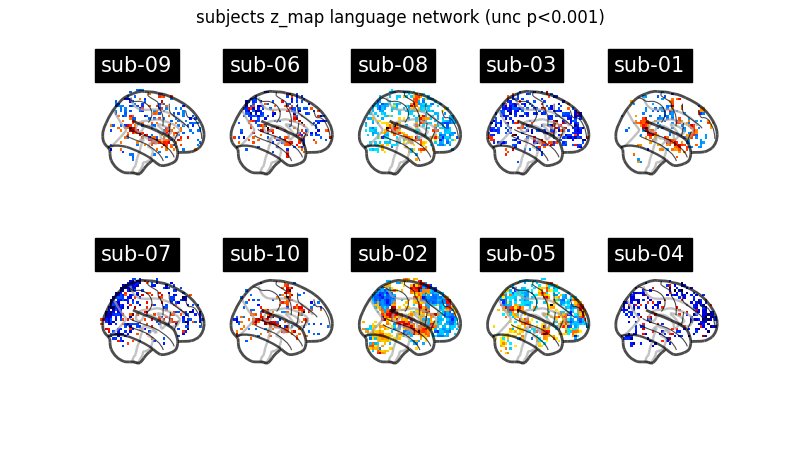 subjects z_map language network (unc p<0.001)
sub-09
sub-06
sub-08
sub-03
sub-01
sub-07
sub-10
sub-02
sub-05
sub-04